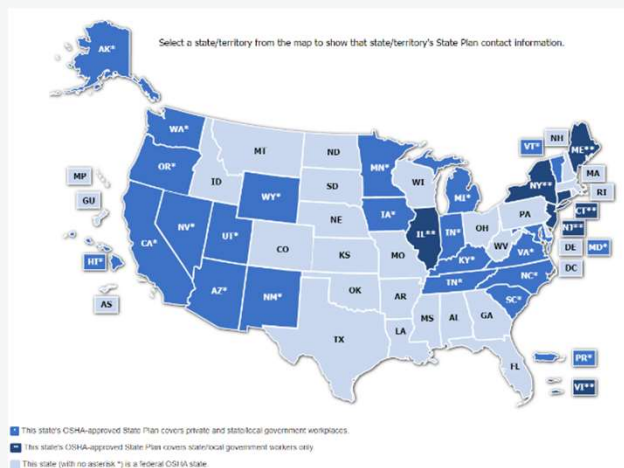 Select a state/territory from the map to show that state/territory's State Plan contact information.
AK*
WA*
MT
ND
MN*
VT*
NH
ME**
OR*
ID
SD
WI
MI*
NY**
MA
RI
MP
GU
WY*
NE
IA*
PA
CT**
NJ**
NV*
UT*
CO
KS
MO
IL**
IN*
OH
WV
VA*
DE
MD*
DC
CA*
HI*
KY*
NC*
AZ*
NM*
OK
AR
TN*
SC*
AS
TX
LA
MS
AL
GA
FL
PR*
VI**
* This state's OSHA-approved State Plan covers private and state/local government workplaces.
** This state's OSHA-approved State Plan covers state/local government workers only
This state (with no asterisk *) is a federal OSHA state